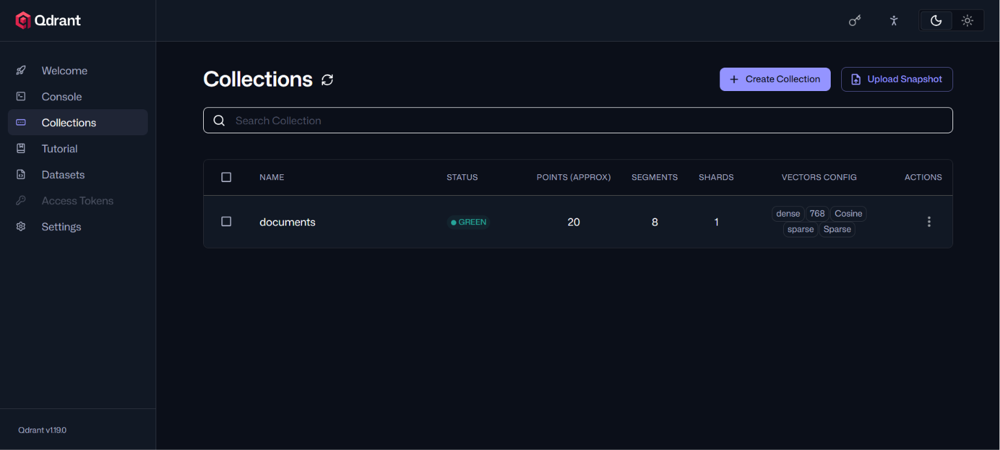 Qdrant
Welcome
Console
Collections
Tutorial
Datasets
Access Tokens
Settings
Qdrant v1.19.0
Collections
Create Collection
Upload Snapshot
Search Collection
NAME STATUS POINTS (APPROX) SEGMENTS SHARDS VECTORS CONFIG ACTIONS
documents GREEN 20 8 1 dense 768 Cosine
sparse Sparse